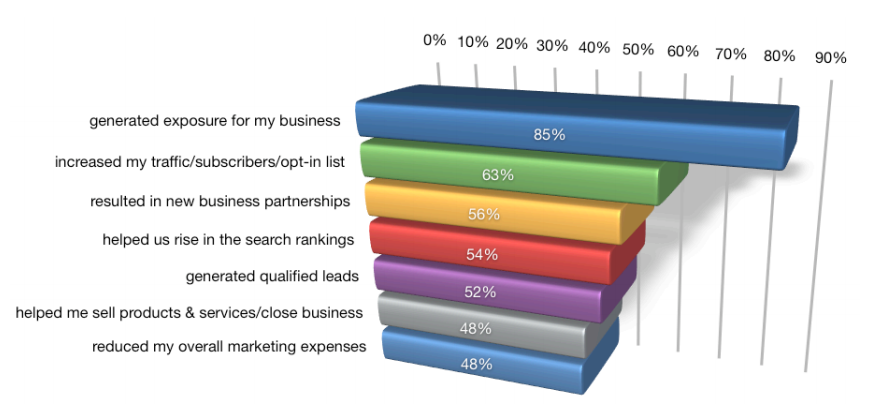 0% 10% 20% 30% 40% 50% 60% 70% 80% 90%
generated exposure for my business 85%
increased my traffic/subscribers/opt-in list 63%
resulted in new business partnerships 56%
helped us rise in the search rankings 54%
generated qualified leads 52%
helped me sell products & services/close business 48%
reduced my overall marketing expenses 48%